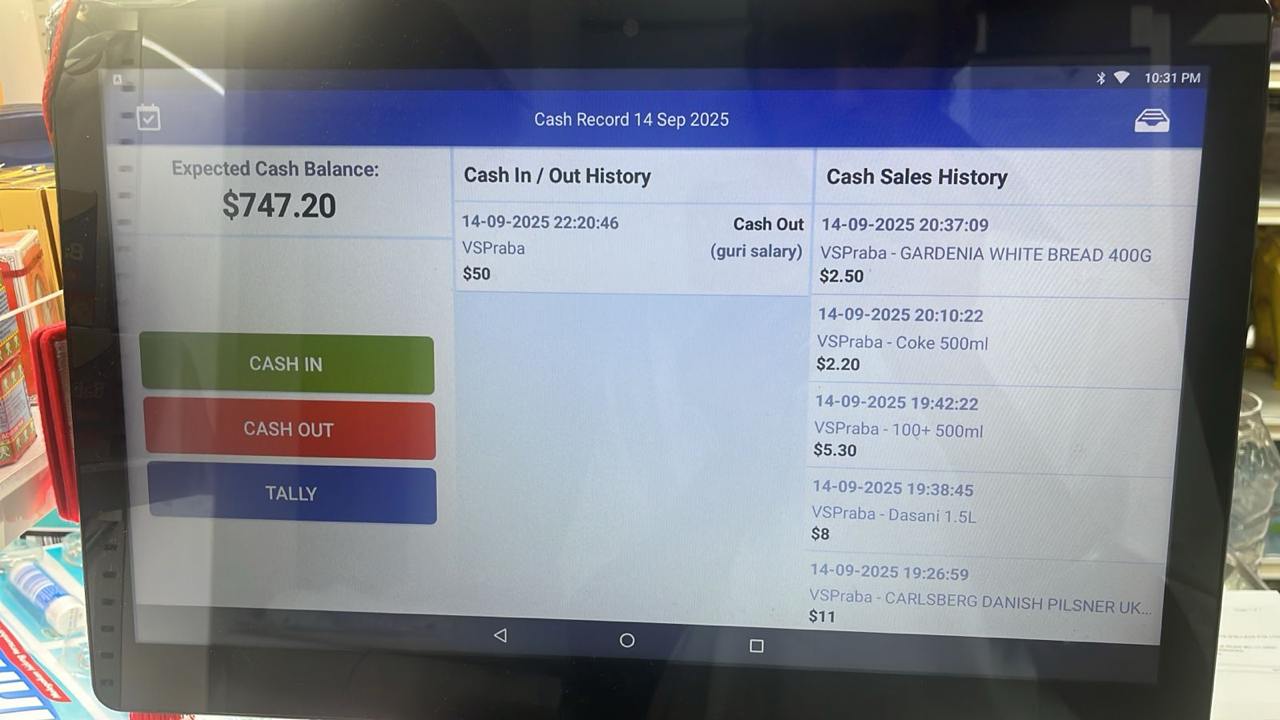 10:31 PM
Cash Record 14 Sep 2025
Expected Cash Balance:
$747.20
CASH IN
CASH OUT
TALLY
Cash In / Out History
14-09-2025 22:20:46 Cash Out
VSPraba (guri salary)
$50
Cash Sales History
14-09-2025 20:37:09
VSPraba - GARDENIA WHITE BREAD 400G
$2.50
14-09-2025 20:10:22
VSPraba - Coke 500ml
$2.20
14-09-2025 19:42:22
VSPraba - 100+ 500ml
$5.30
14-09-2025 19:38:45
VSPraba - Dasani 1.5L
$8
14-09-2025 19:26:59
VSPraba - CARLSBERG DANISH PILSNER UK...
$11